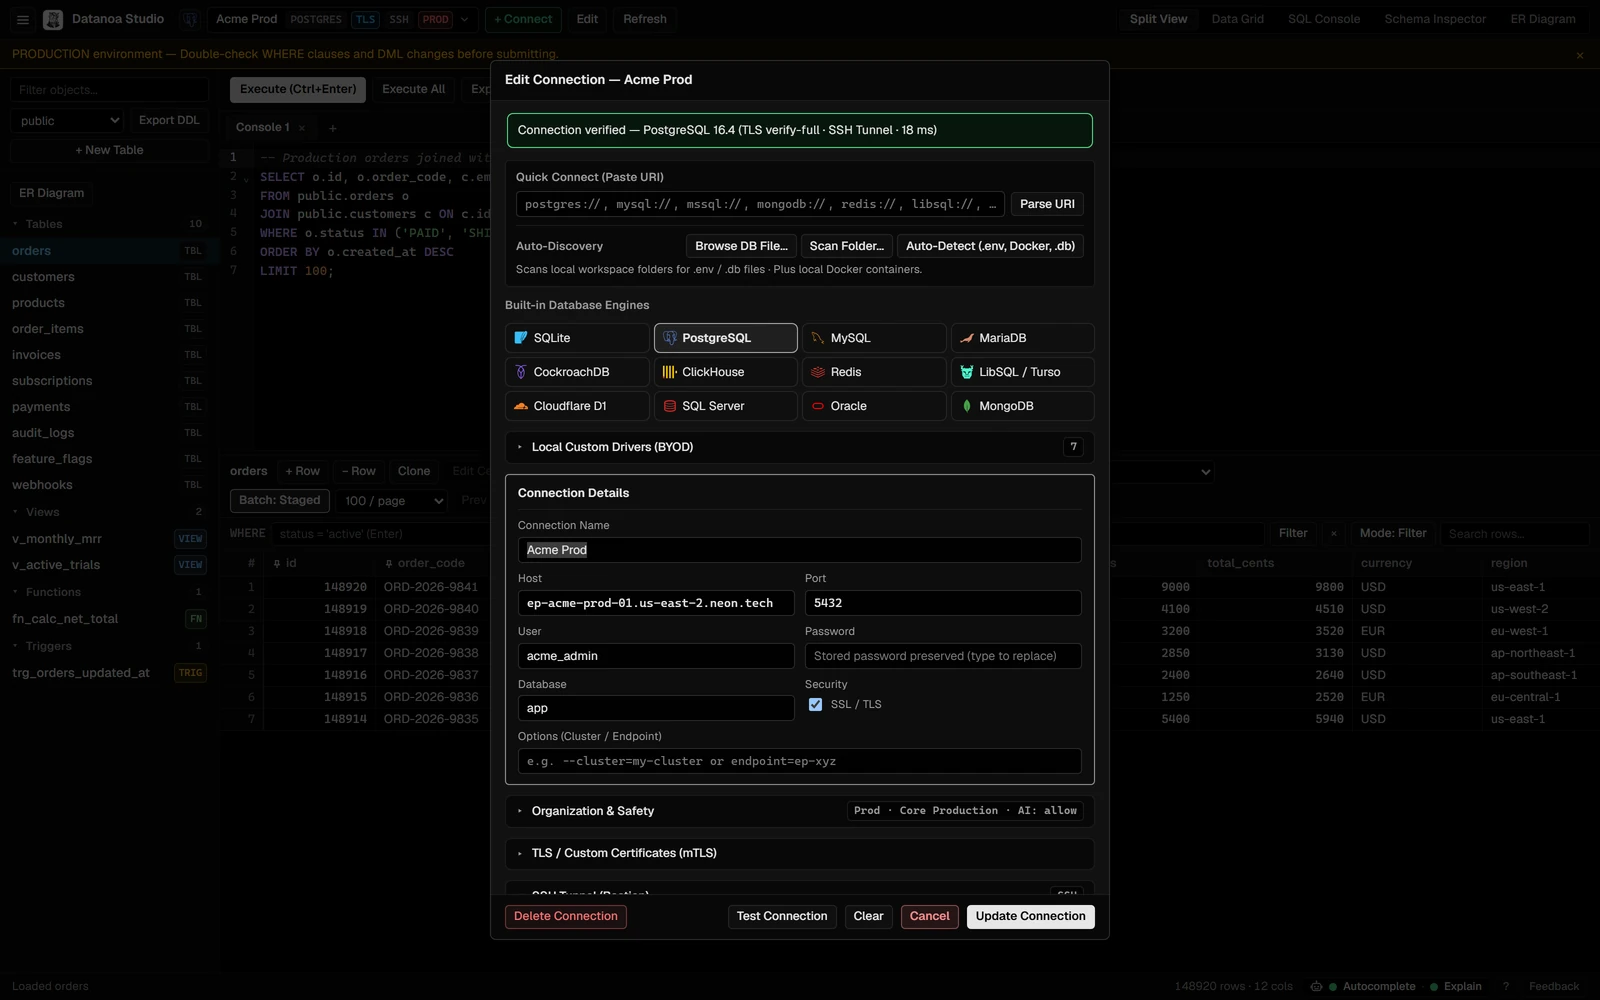 Datanoa Studio
Acme Prod POSTGRES TLS SSH PROD
+ Connect
Edit
Refresh
Split View
Data Grid
SQL Console
Schema Inspector
ER Diagram
PRODUCTION environment — Double-check WHERE clauses and DML changes before submitting.
×
Filter objects...
public
Export DDL
+ New Table
ER Diagram
Tables 10
orders TBL
customers TBL
products TBL
order_items TBL
invoices TBL
subscriptions TBL
payments TBL
audit_logs TBL
feature_flags TBL
webhooks TBL
Views 2
v_monthly_mrr VIEW
v_active_trials VIEW
Functions 1
fn_calc_net_total FN
Triggers 1
trg_orders_updated_at TRIG
Execute (Ctrl+Enter)
Execute All
Exp
Console 1 ×
+
1 -- Production orders joined wit
2 SELECT o.id, o.order_code, c.em
3 FROM public.orders o
4 JOIN public.customers c ON c.id
5 WHERE o.status IN ('PAID', 'SHI
6 ORDER BY o.created_at DESC
7 LIMIT 100;
orders
+ Row
− Row
Clone
Edit Ce
Batch: Staged
100 / page
Prev
WHERE status = 'active' (Enter)
Filter
×
Mode: Filter
Search rows...
# id order_code s total_cents currency region
1 148920 ORD-2026-9841 9000 9800 USD us-east-1
2 148919 ORD-2026-9840 4100 4510 USD us-west-2
3 148918 ORD-2026-9839 3200 3520 EUR eu-west-1
4 148917 ORD-2026-9838 2850 3130 USD ap-northeast-1
5 148916 ORD-2026-9837 2400 2640 USD ap-southeast-1
6 148915 ORD-2026-9836 1250 2520 EUR eu-central-1
7 148914 ORD-2026-9835 5400 5940 USD us-east-1
Edit Connection — Acme Prod
Connection verified — PostgreSQL 16.4 (TLS verify-full · SSH Tunnel · 18 ms)
Quick Connect (Paste URI)
postgres://, mysql://, mssql://, mongodb://, redis://, libsql://, …
Parse URI
Auto-Discovery
Browse DB File...
Scan Folder...
Auto-Detect (.env, Docker, .db)
Scans local workspace folders for .env / .db files · Plus local Docker containers.
Built-in Database Engines
SQLite
PostgreSQL
MySQL
MariaDB
CockroachDB
ClickHouse
Redis
LibSQL / Turso
Cloudflare D1
SQL Server
Oracle
MongoDB
Local Custom Drivers (BYOD) 7
Connection Details
Connection Name
Acme Prod
Host
ep-acme-prod-01.us-east-2.neon.tech
Port
5432
User
acme_admin
Password
Stored password preserved (type to replace)
Database
app
Security
SSL / TLS
Options (Cluster / Endpoint)
e.g. --cluster=my-cluster or endpoint=ep-xyz
Organization & Safety
Prod · Core Production · AI: allow
TLS / Custom Certificates (mTLS)
SSH Tunnel (Bastion) SSH
Delete Connection
Test Connection
Clear
Cancel
Update Connection
Loaded orders
148920 rows · 12 cols
Autocomplete
Explain
?
Feedback